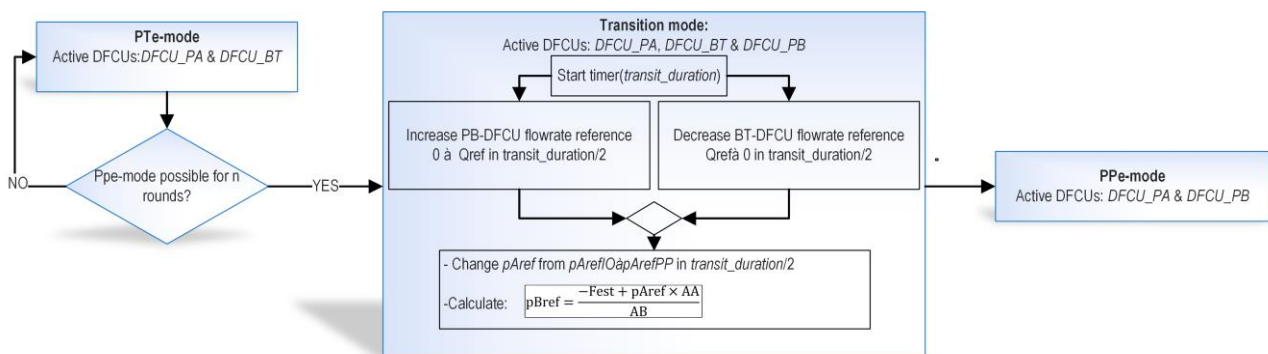 PTe-mode
Active DFCUs:DFCU_PA & DFCU_BT
Ppe-mode possible for n
rounds?
NO
YES
Transition mode:
Active DFCUs: DFCU_PA, DFCU_BT & DFCU_PB
Start timer(transit_duration)
Increase PB-DFCU flowrate reference
0 à Qref in transit_duration/2
Decrease BT-DFCU flowrate reference
Qrefà 0 in transit_duration/2
- Change pAref from pArefIOàpArefPP in transit_duration/2
-Calculate: pBref = −Fest + pAref × AA
AB
PPe-mode
Active DFCUs: DFCU_PA & DFCU_PB